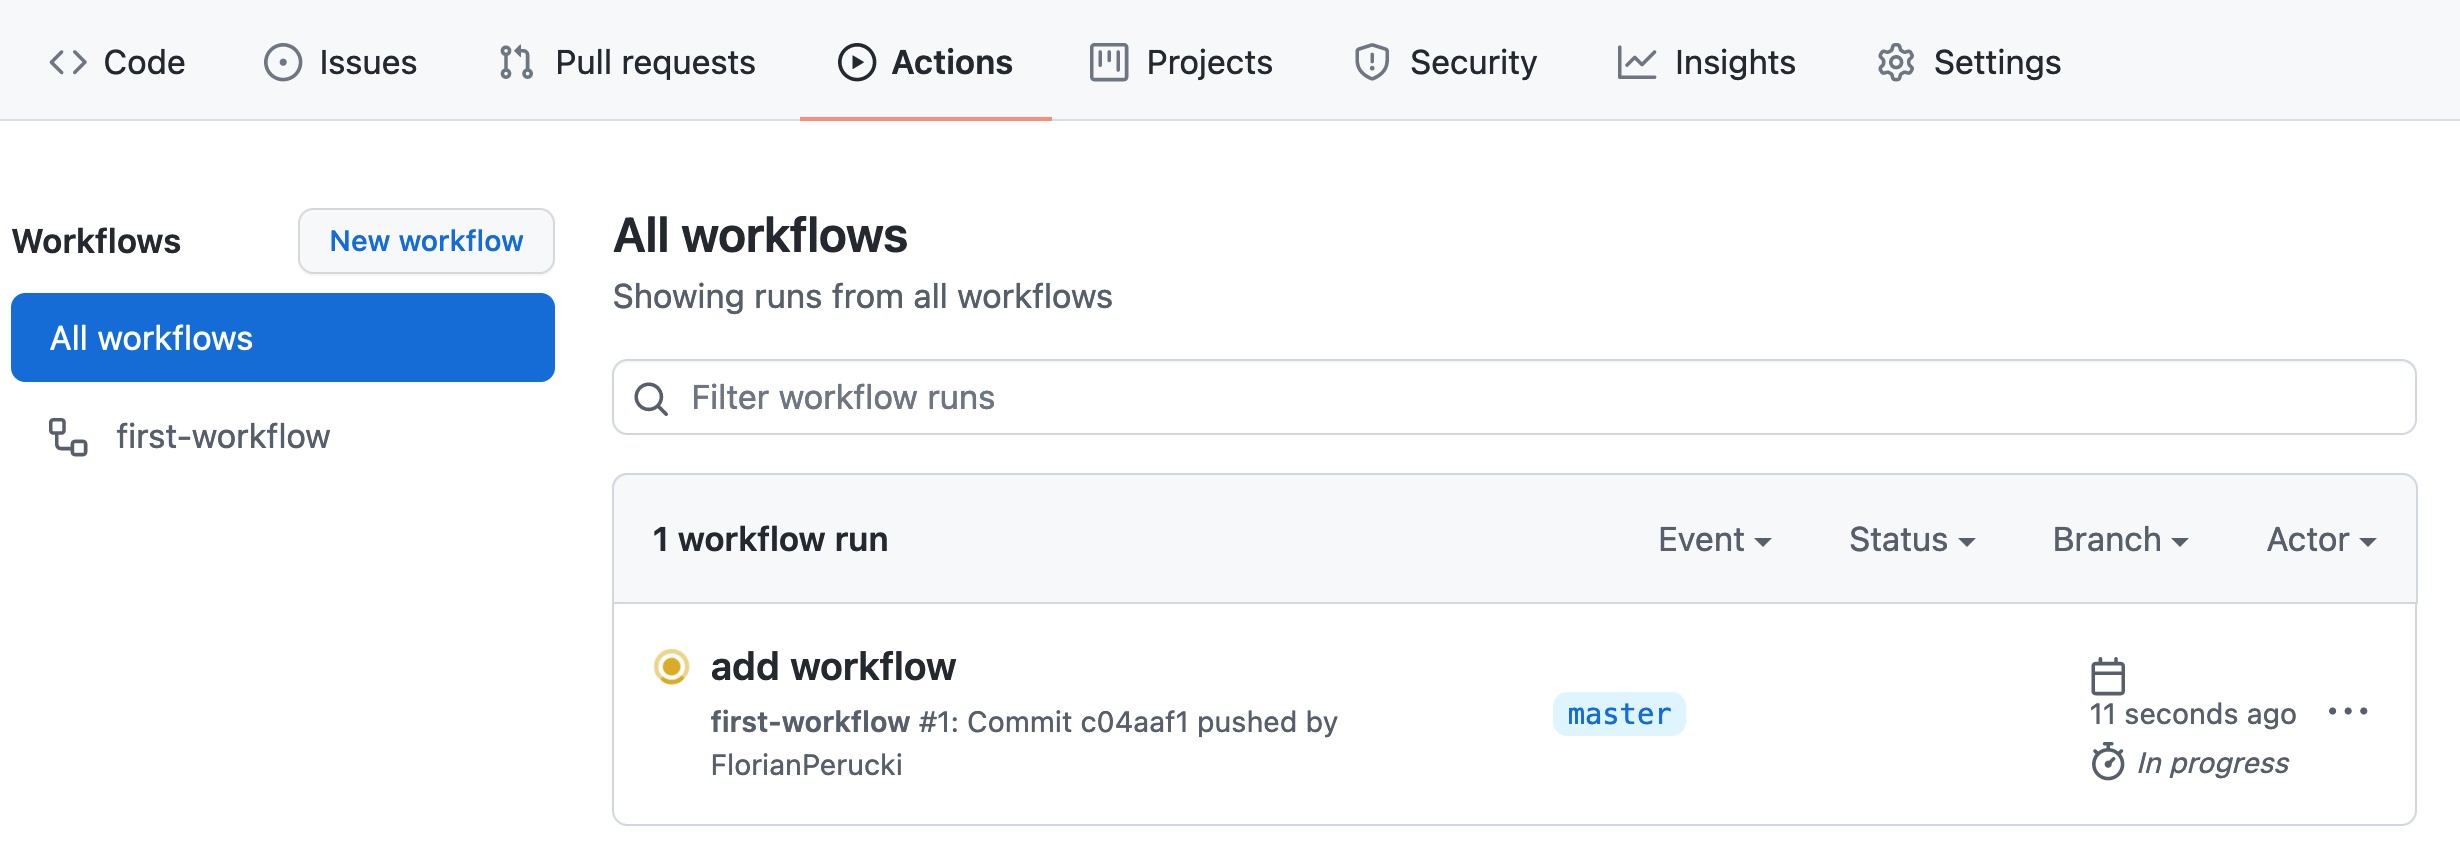 Code Issues Pull requests Actions Projects Security Insights Settings
Workflows
New workflow
All workflows
first-workflow
All workflows
Showing runs from all workflows
Filter workflow runs
1 workflow run
Event Status Branch Actor
add workflow
first-workflow #1: Commit c04aaf1 pushed by
FlorianPerucki
master
11 seconds ago
In progress